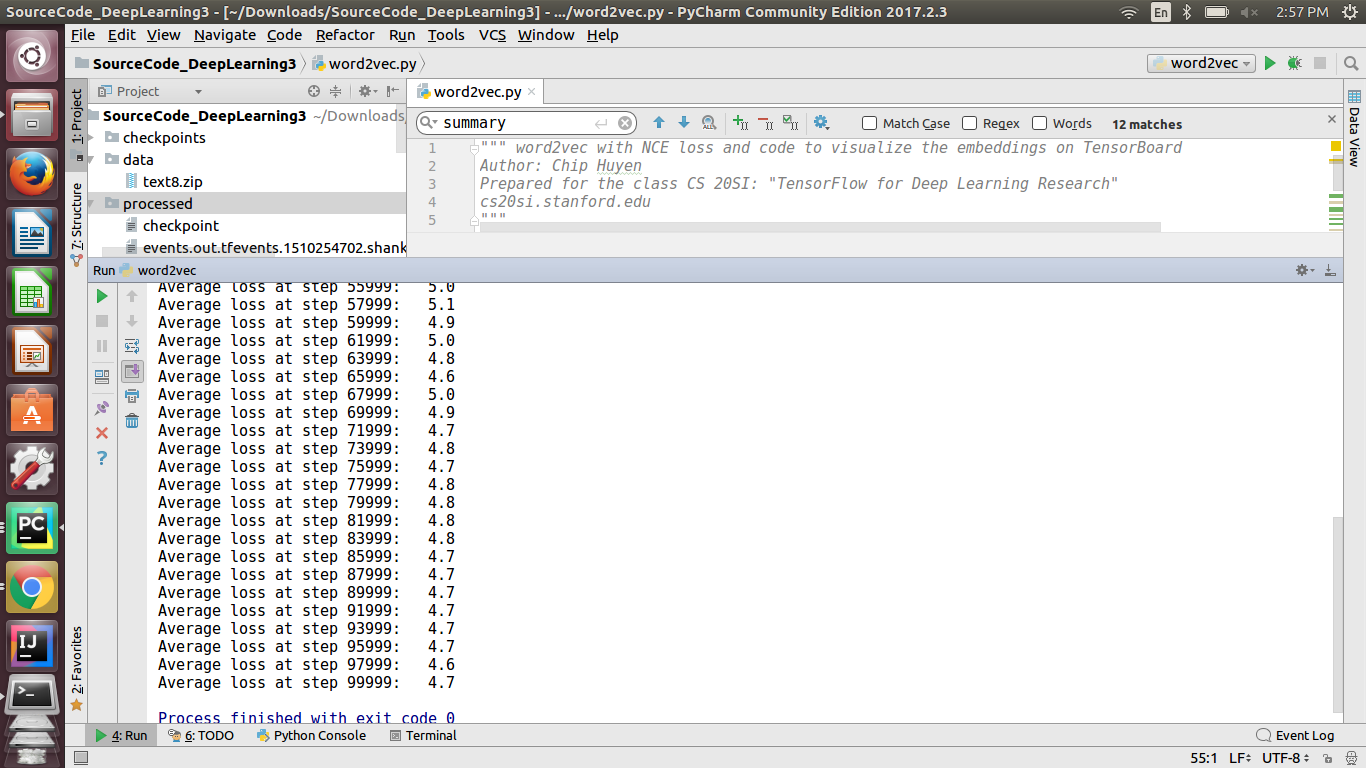 SourceCode_DeepLearning3 - [~/Downloads/SourceCode_DeepLearning3] - .../word2vec.py - PyCharm Community Edition 2017.2.3
En
2:57 PM
File Edit View Navigate Code Refactor Run Tools VCS Window Help
SourceCode_DeepLearning3 word2vec.py
word2vec
1: Project
7: Structure
2: Favorites
Project
SourceCode_DeepLearning3 ~/Downloads/
checkpoints
data
text8.zip
processed
checkpoint
events.out.tfevents.1510254702.shank
word2vec.py
summary
Match Case Regex Words 12 matches
1 """ word2vec with NCE loss and code to visualize the embeddings on TensorBoard
2 Author: Chip Huyen
3 Prepared for the class CS 20SI: "TensorFlow for Deep Learning Research"
4 cs20si.stanford.edu
5 """
Data View
Run word2vec
Average loss at step 55999: 5.0
Average loss at step 57999: 5.1
Average loss at step 59999: 4.9
Average loss at step 61999: 5.0
Average loss at step 63999: 4.8
Average loss at step 65999: 4.6
Average loss at step 67999: 5.0
Average loss at step 69999: 4.9
Average loss at step 71999: 4.7
Average loss at step 73999: 4.8
Average loss at step 75999: 4.7
Average loss at step 77999: 4.8
Average loss at step 79999: 4.8
Average loss at step 81999: 4.8
Average loss at step 83999: 4.8
Average loss at step 85999: 4.7
Average loss at step 87999: 4.7
Average loss at step 89999: 4.7
Average loss at step 91999: 4.7
Average loss at step 93999: 4.7
Average loss at step 95999: 4.7
Average loss at step 97999: 4.6
Average loss at step 99999: 4.7
Process finished with exit code 0
PC
IJ
4: Run 6: TODO Python Console Terminal Event Log
55:1 LF UTF-8